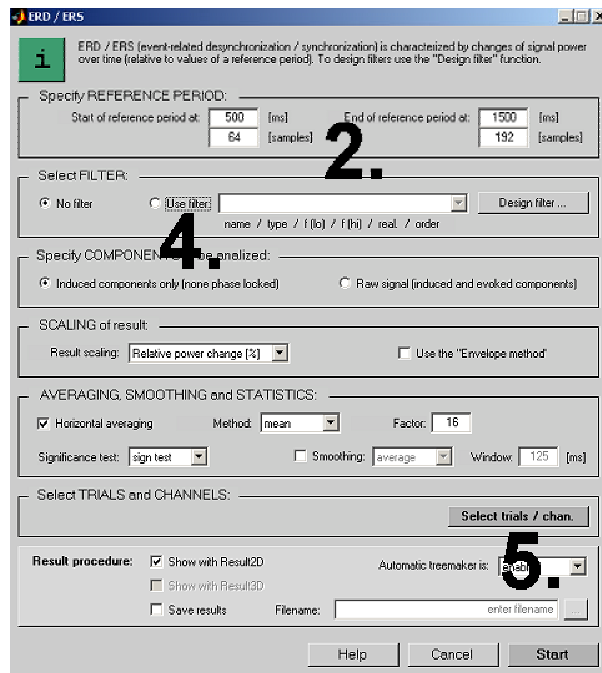 ERD / ERS
i
ERD / ERS (event-related desynchronization / synchronization) is characterized by changes of signal power
over time (relative to values of a reference period). To design filters use the "Design filter" function.
Specify REFERENCE PERIOD:
Start of reference period at: 500 [ms] End of reference period at: 1500 [ms]
64 [samples] 192 [samples]
2.
Select FILTER:
No filter Use filter: Design filter ...
name / type / f(lo) / f(hi) / real. / order
4.
Specify COMPONENTS be analized:
Induced components only (none phase locked) Raw signal (induced and evoked components)
SCALING of result:
Result scaling: Relative power change [%] Use the "Envelope method"
AVERAGING, SMOOTHING and STATISTICS:
Horizontal averaging Method: mean Factor: 16
Significance test: sign test Smoothing: average Window: 125 [ms]
Select TRIALS and CHANNELS:
Select trials / chan.
5.
Result procedure: Show with Result2D Automatic treemaker is:
Show with Result3D
Save results Filename: enter filename ...
Help Cancel Start